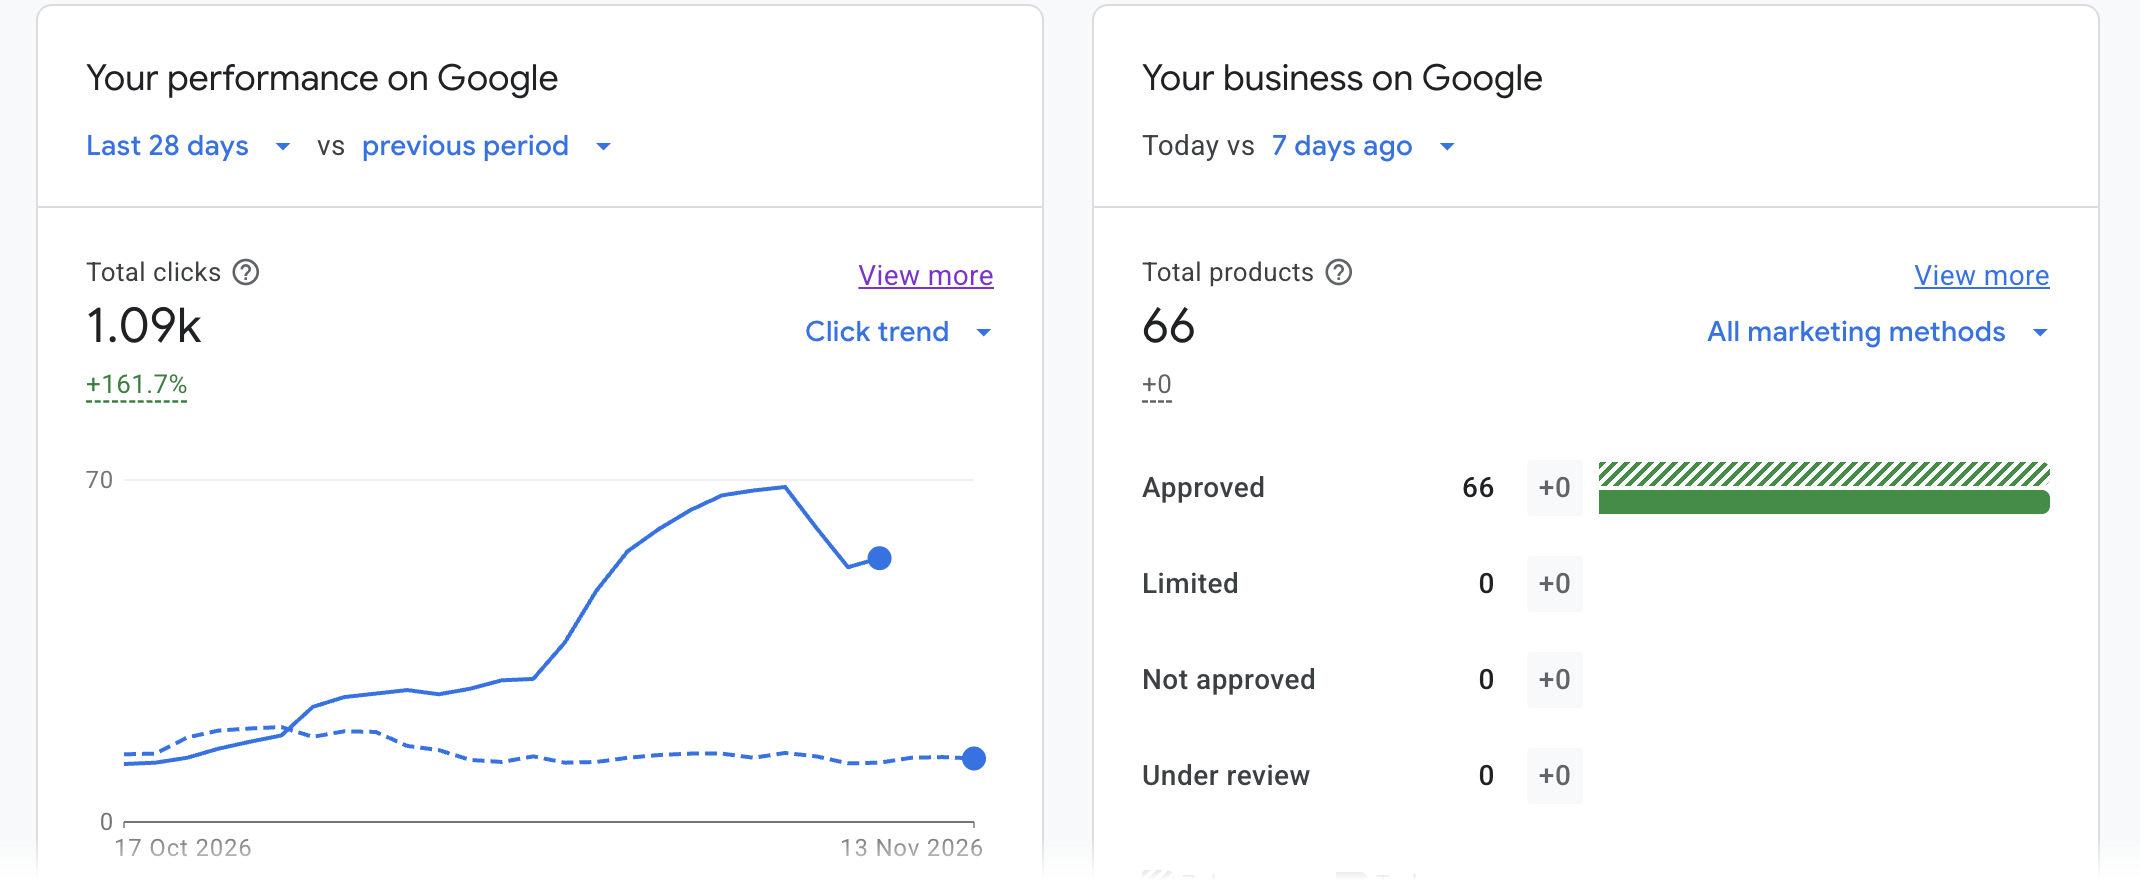 Your performance on Google
Last 28 days vs previous period
Total clicks
View more
1.09k
Click trend
+161.7%
70
0
17 Oct 2026
13 Nov 2026
Your business on Google
Today vs 7 days ago
Total products
View more
66
All marketing methods
+0
Approved 66 +0
Limited 0 +0
Not approved 0 +0
Under review 0 +0